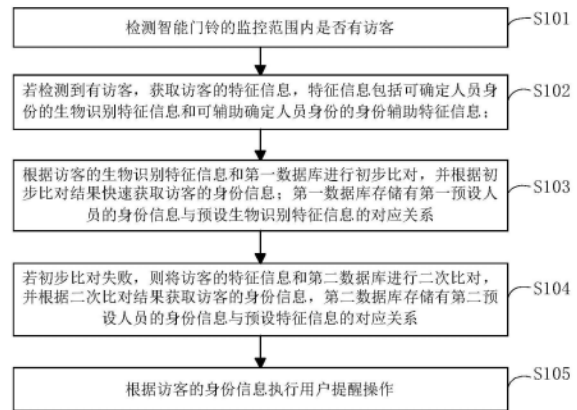 检测智能门铃的监控范围内是否有访客
S101
若检测到有访客，获取访客的特征信息，特征信息包括可确定人员身
份的生物识别特征信息和可辅助确定人员身份的身份辅助特征信息；
S102
根据访客的生物识别特征信息和第一数据库进行初步比对，并根据初
步比对结果快速获取访客的身份信息；第一数据库存储有第一预设人
员的身份信息与预设生物识别特征信息的对应关系
S103
若初步比对失败，则将访客的特征信息和第二数据库进行二次比对，
并根据二次比对结果获取访客的身份信息，第二数据库存储有第二预
设人员的身份信息与预设特征信息的对应关系
S104
根据访客的身份信息执行用户提醒操作
S105